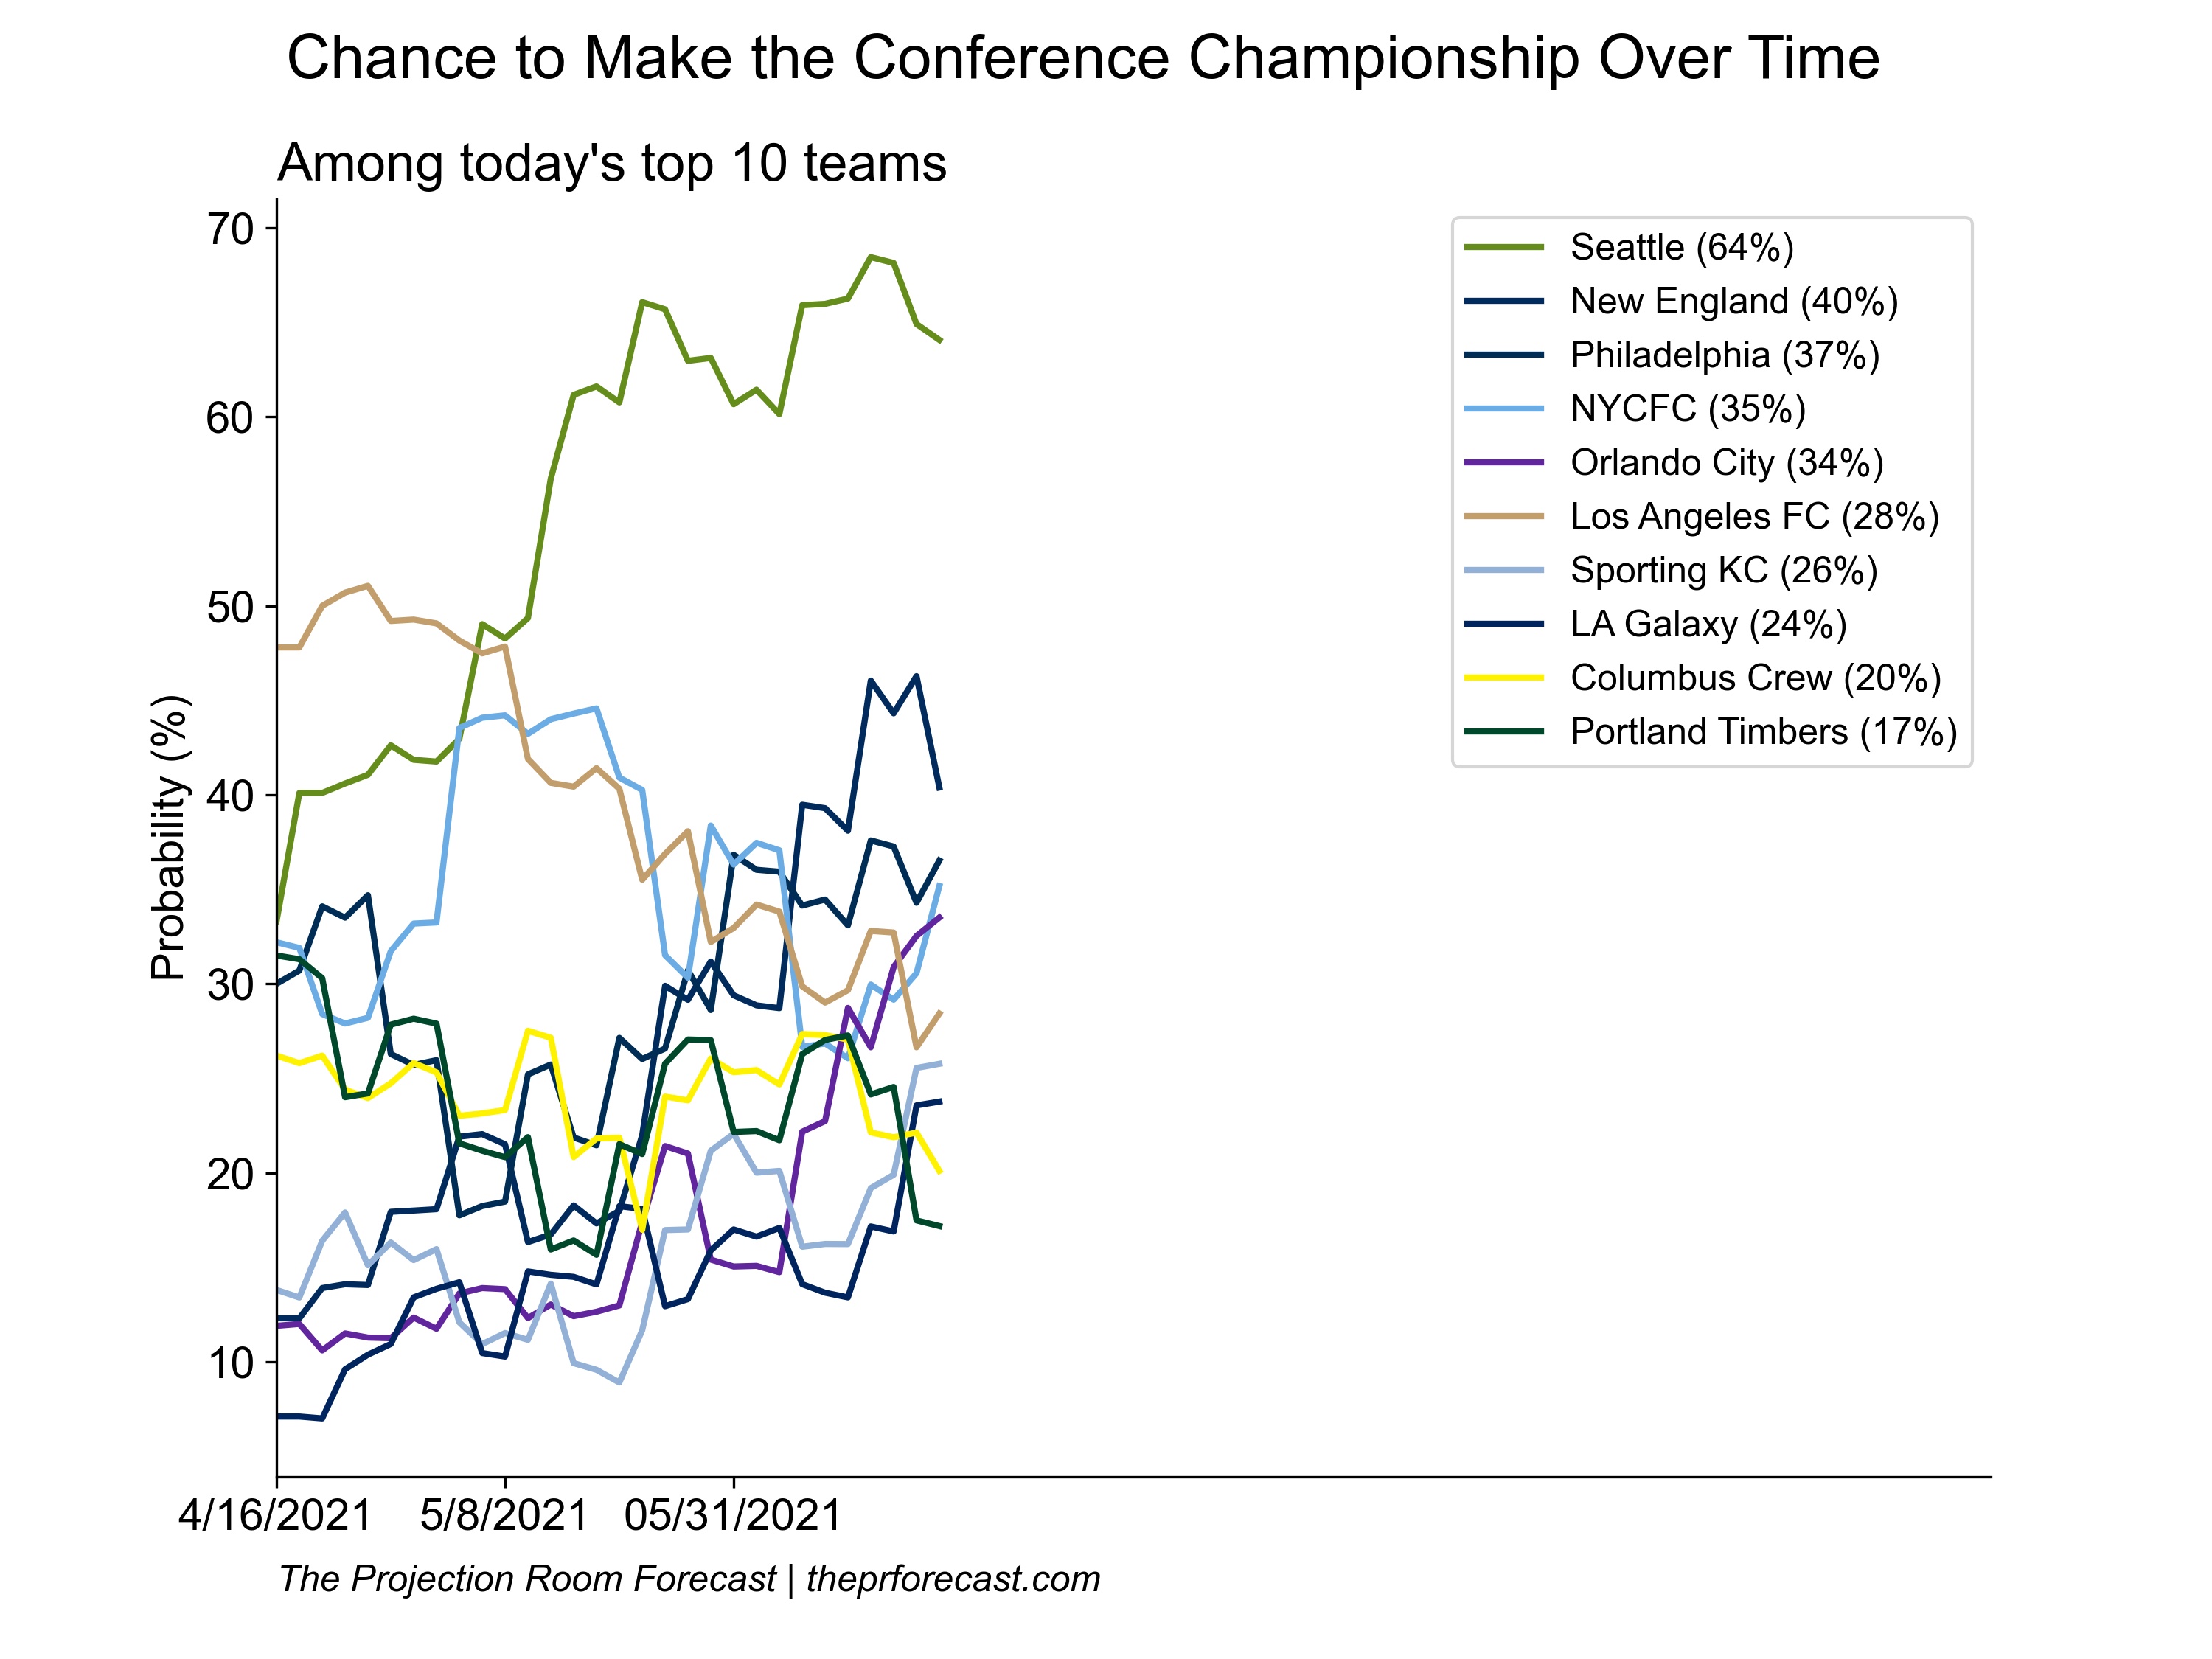 Chance to Make the Conference Championship Over Time
Among today's top 10 teams
70
60
50
40
30
20
10
Probability (%)
Seattle (64%)
New England (40%)
Philadelphia (37%)
NYCFC (35%)
Orlando City (34%)
Los Angeles FC (28%)
Sporting KC (26%)
LA Galaxy (24%)
Columbus Crew (20%)
Portland Timbers (17%)
4/16/2021 5/8/2021 05/31/2021
The Projection Room Forecast | theprforecast.com